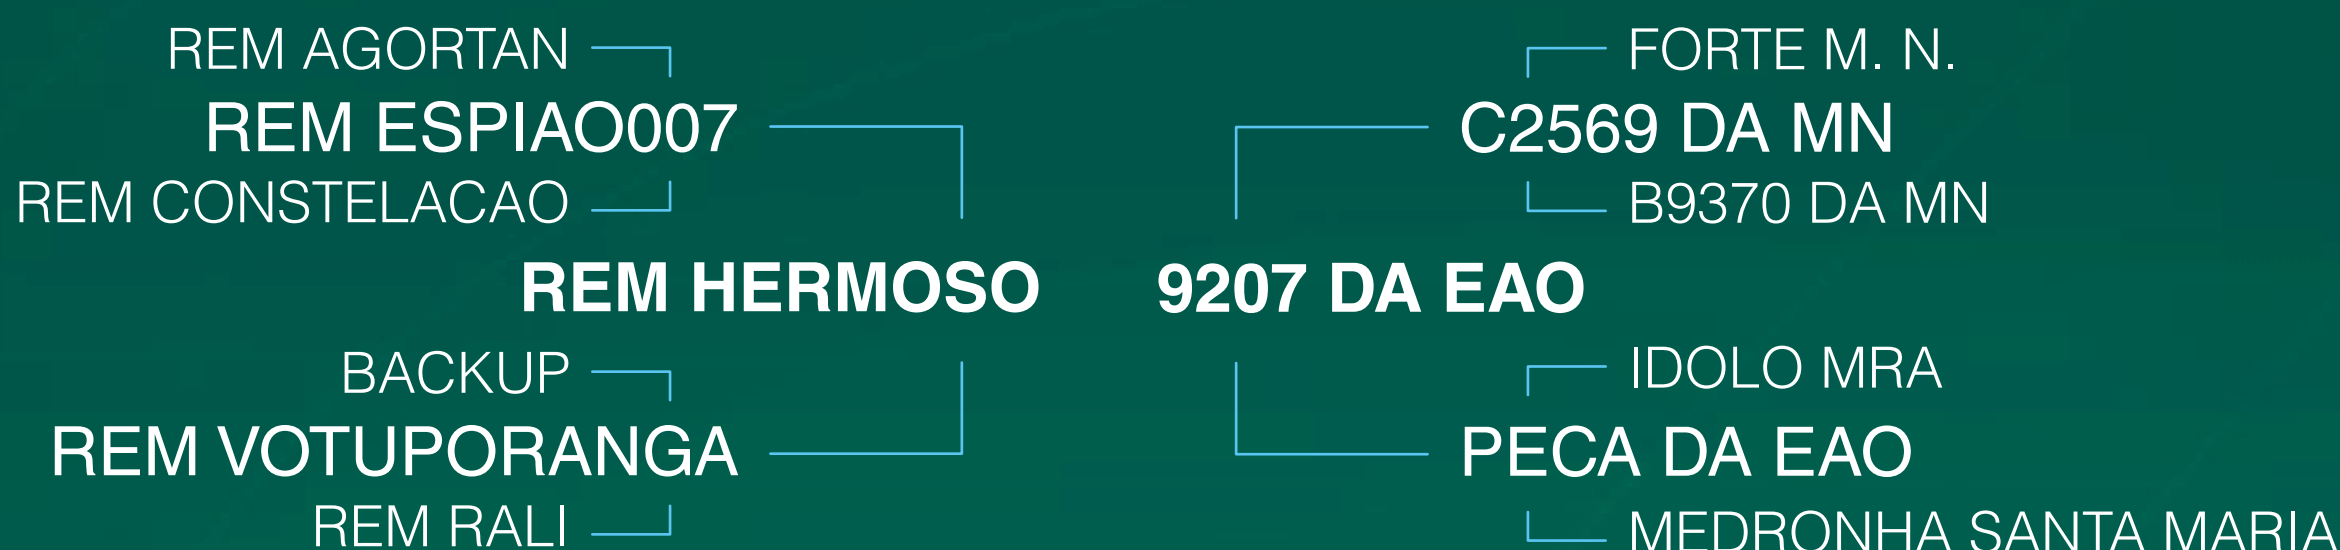 REM AGORTAN
REM ESPIAO007
REM CONSTELACAO
REM HERMOSO
BACKUP
REM VOTUPORANGA
REM RALI
FORTE M. N.
C2569 DA MN
B9370 DA MN
9207 DA EAO
IDOLO MRA
PECA DA EAO
MEDRONHA SANTA MARIA